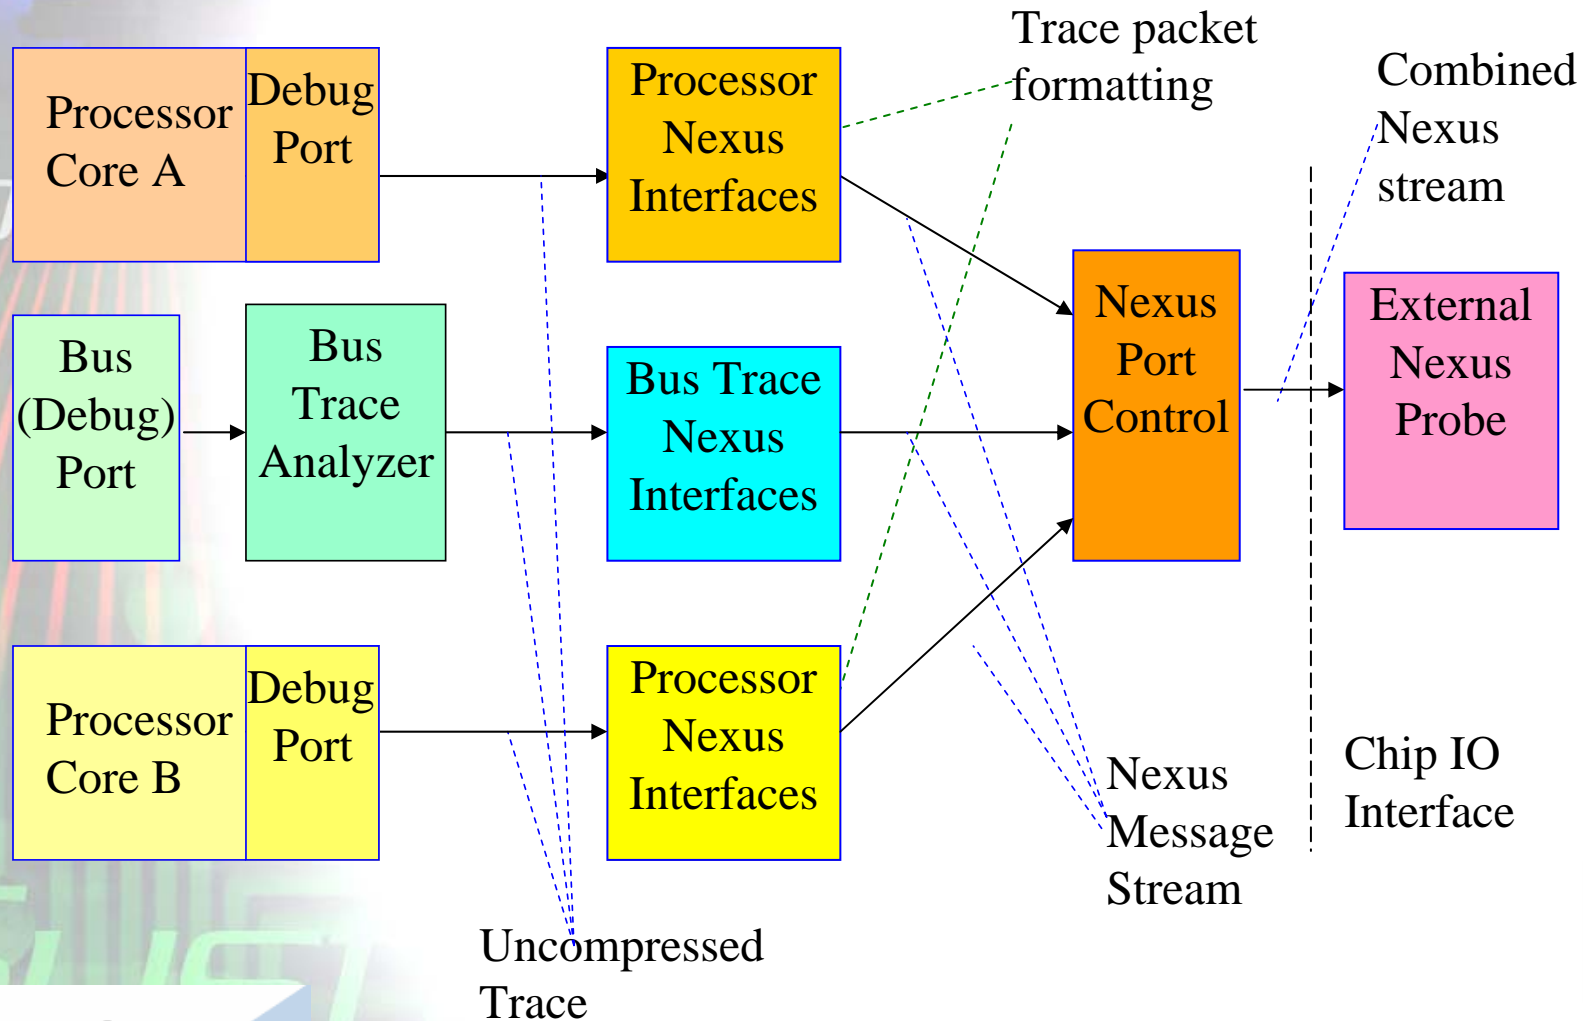 Trace packet
formatting
Combined
Nexus
stream
Processor
Core A
Debug
Port
Processor
Nexus
Interfaces
Bus
(Debug)
Port
Bus
Trace
Analyzer
Bus Trace
Nexus
Interfaces
Nexus
Port
Control
External
Nexus
Probe
Processor
Core B
Debug
Port
Processor
Nexus
Interfaces
Nexus
Message
Stream
Chip IO
Interface
Uncompressed
Trace